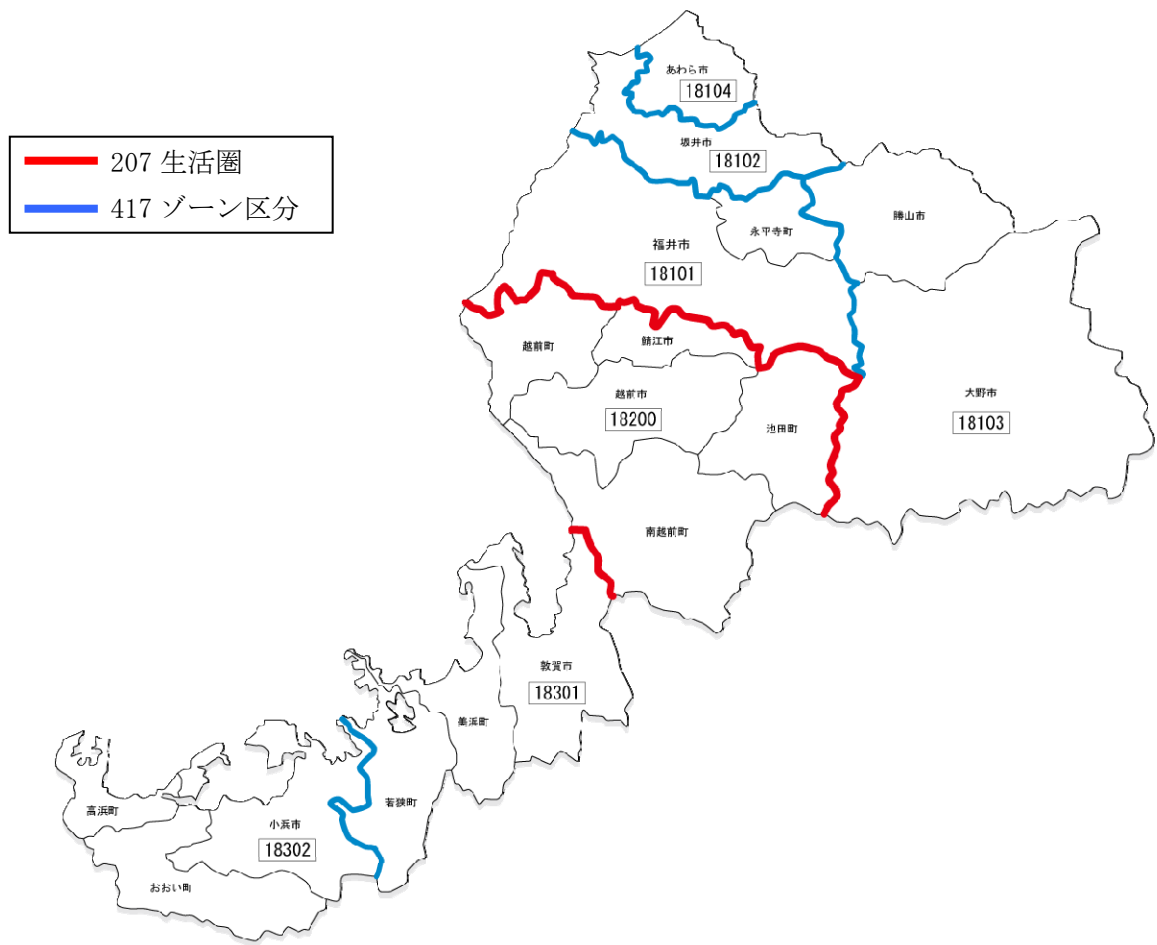 207 生活圏
417 ゾーン区分
あわら市
18104
坂井市
18102
勝山市
永平寺町
福井市
18101
越前町
鯖江市
越前市
18200
池田町
大野市
18103
南越前町
敦賀市
18301
美浜町
若狭町
高浜町
小浜市
18302
おおい町